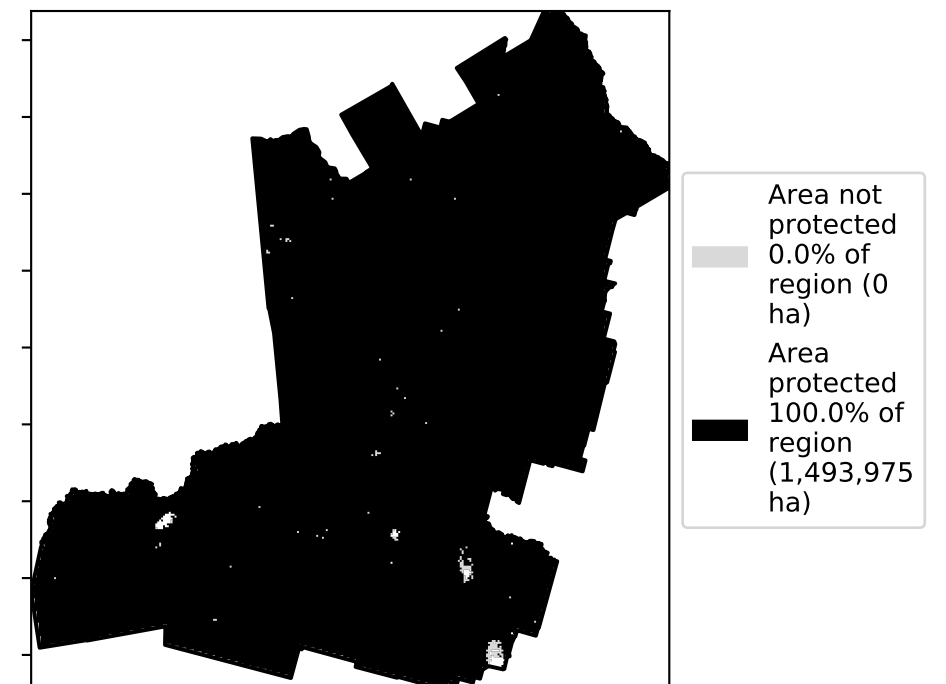 Area not
protected
0.0% of
region (0
ha)
Area
protected
100.0% of
region
(1,493,975
ha)